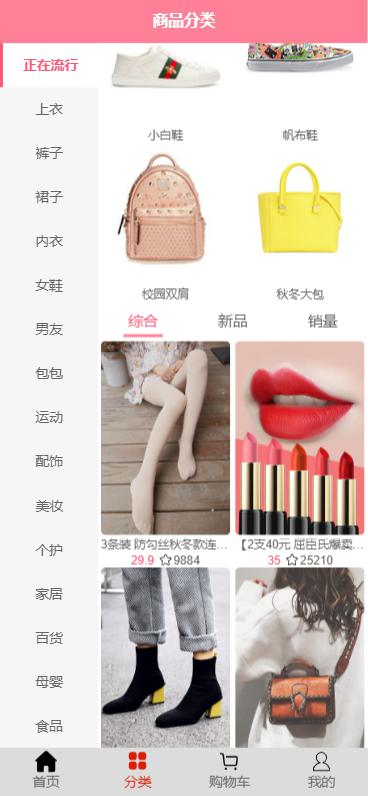 商品分类
正在流行
上衣
裤子
裙子
内衣
女鞋
男友
包包
运动
配饰
美妆
个护
家居
百货
母婴
食品
小白鞋
帆布鞋
校园双肩
秋冬大包
综合
新品
销量
3条装 防勾丝秋冬款连...
29.9 ☆9884
【2支40元 屈臣氏爆卖...
35 ☆25210
首页
分类
购物车
我的